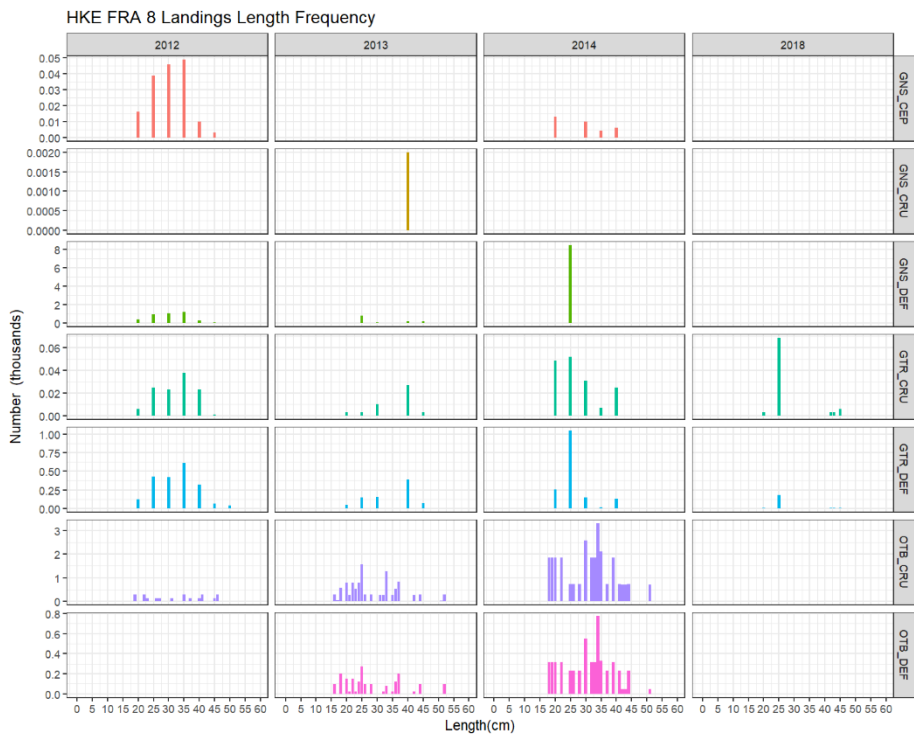 HKE FRA 8 Landings Length Frequency
2012 2013 2014 2018
0.05
0.04
0.03
0.02
0.01
0.00
GNS_CEP
0.0020
0.0015
0.0010
0.0005
0.0000
GNS_CRU
8
6
4
2
0
GNS_DEF
0.06
0.04
0.02
0.00
GTR_CRU
1.00
0.75
0.50
0.25
0.00
GTR_DEF
3
2
1
0
OTB_CRU
0.8
0.6
0.4
0.2
0.0
OTB_DEF
Number (thousands)
0 5 10 15 20 25 30 35 40 45 50 55 60 0 5 10 15 20 25 30 35 40 45 50 55 60 0 5 10 15 20 25 30 35 40 45 50 55 60 0 5 10 15 20 25 30 35 40 45 50 55 60
Length(cm)